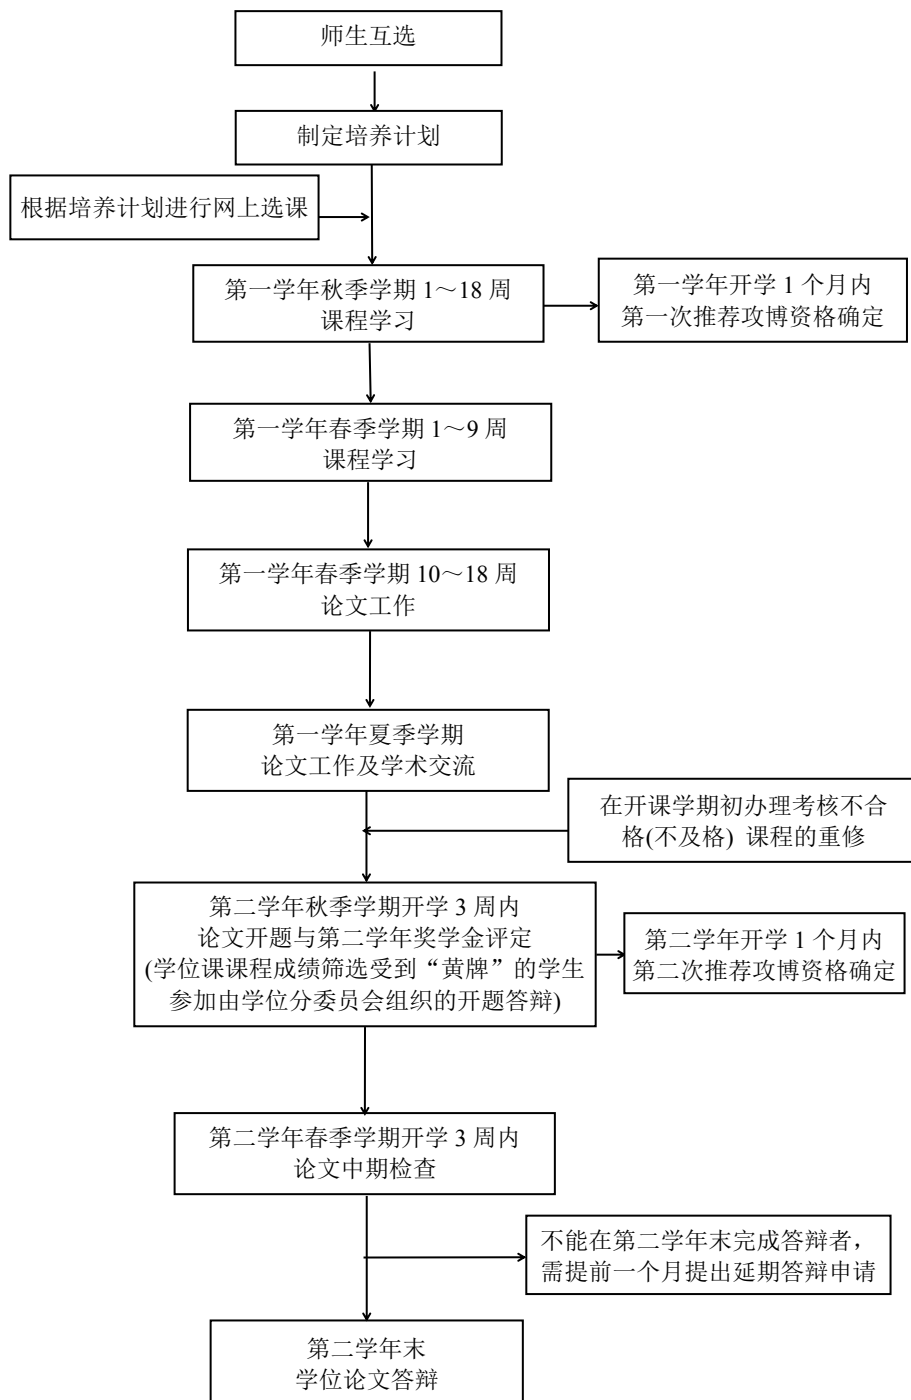 师生互选
制定培养计划
根据培养计划进行网上选课
第一学年秋季学期 1～18 周
课程学习
第一学年开学 1 个月内
第一次推荐攻博资格确定
第一学年春季学期 1～9 周
课程学习
第一学年春季学期 10～18 周
论文工作
第一学年夏季学期
论文工作及学术交流
在开课学期初办理考核不合
格(不及格) 课程的重修
第二学年秋季学期开学 3 周内
论文开题与第二学年奖学金评定
(学位课课程成绩筛选受到“黄牌”的学生
参加由学位分委员会组织的开题答辩)
第二学年开学 1 个月内
第二次推荐攻博资格确定
第二学年春季学期开学 3 周内
论文中期检查
不能在第二学年末完成答辩者，
需提前一个月提出延期答辩申请
第二学年末
学位论文答辩